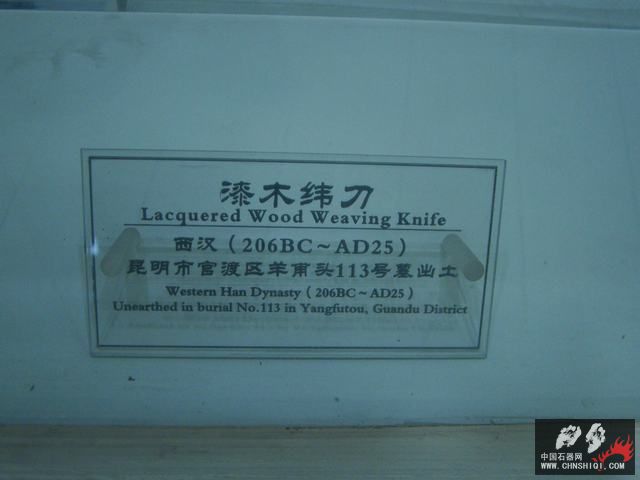 漆木纬刀
Lacquered Wood Weaving Knife
西汉（206BC～AD25）
昆明市官渡区羊甫头113号墓出土
Western Han Dynasty（206BC～AD25）
Unearthed in burial No.113 in Yangfutou, Guandu District
中国石器网
WWW.CHNSHIQI.COM